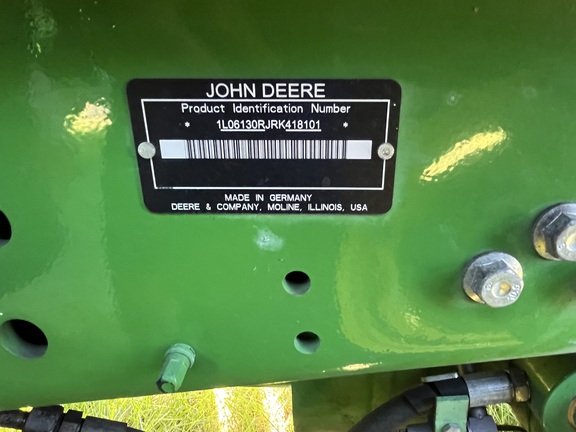 JOHN DEERE
Product Identification Number
* 1L06130RJRK418101 *
MADE IN GERMANY
DEERE & COMPANY, MOLINE, ILLINOIS, USA